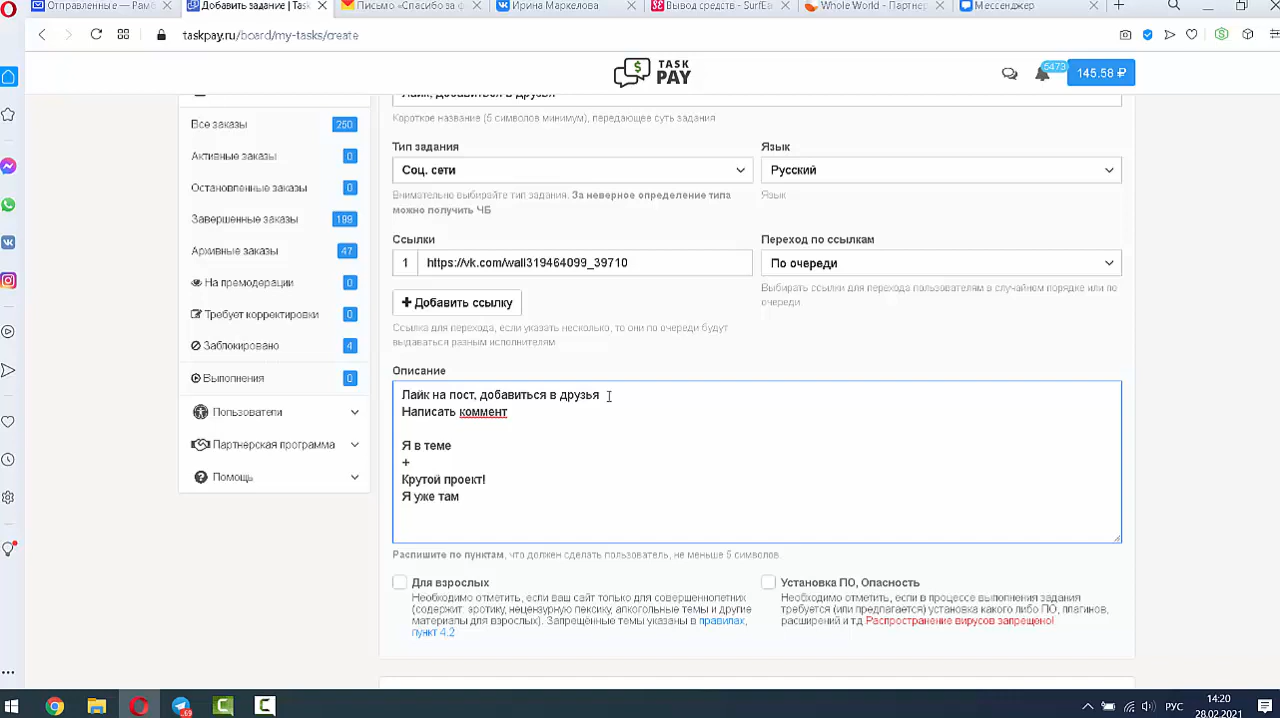 Отправленные — Рамб
Добавить задание | Task
Письмо «Спасибо за ф
Ирина Маркелова
Вывод средств - SurfEa
Whole World - Партнер
Мессенджер
taskpay.ru/board/my-tasks/create
TASK
PAY
5473
145.58 ₽
Лайк, добавиться в друзья
Короткое название (5 символов минимум), передающее суть задания
Все заказы 250
Активные заказы 0
Остановленные заказы 0
Завершенные заказы 199
Архивные заказы 47
На премодерации 0
Требует корректировки 0
Заблокировано 4
Выполнения 0
Пользователи
Партнерская программа
Помощь
Тип задания
Соц. сети
Внимательно выбирайте тип задания. За неверное определение типа
можно получить ЧБ
Язык
Русский
Язык
Ссылки
1 https://vk.com/wall319464099_39710
Добавить ссылку
Ссылка для перехода, если указать несколько, то они по очереди будут
выдаваться разным исполнителям
Переход по ссылкам
По очереди
Выбирать ссылки для перехода пользователям в случайном порядке или по
очереди
Описание
Лайк на пост, добавиться в друзья
Написать коммент
Я в теме
+
Крутой проект!
Я уже там
Распишите по пунктам, что должен сделать пользователь, не меньше 5 символов.
Для взрослых
Необходимо отметить, если ваш сайт только для совершеннолетних
(содержит: эротику, нецензурную лексику, алкогольные темы и другие
материалы для взрослых). Запрещённые темы указаны в правилах,
пункт 4.2
Установка ПО, Опасность
Необходимо отметить, если в процессе выполнения задания
требуется (или предлагается) установка какого либо ПО, плагинов,
расширений и т.д. Распространение вирусов запрещено!
69
РУС
14:20
28.02.2021